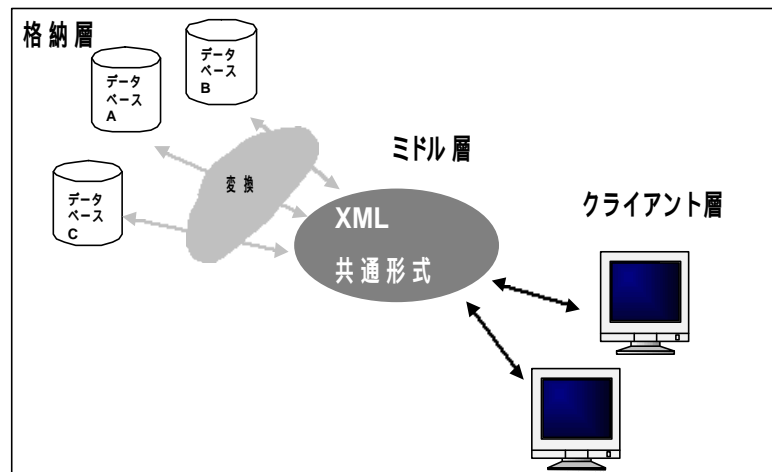 格納層
データ
ベース
A
データ
ベース
B
データ
ベース
C
変換
ミドル層
XML
共通形式
クライアント層